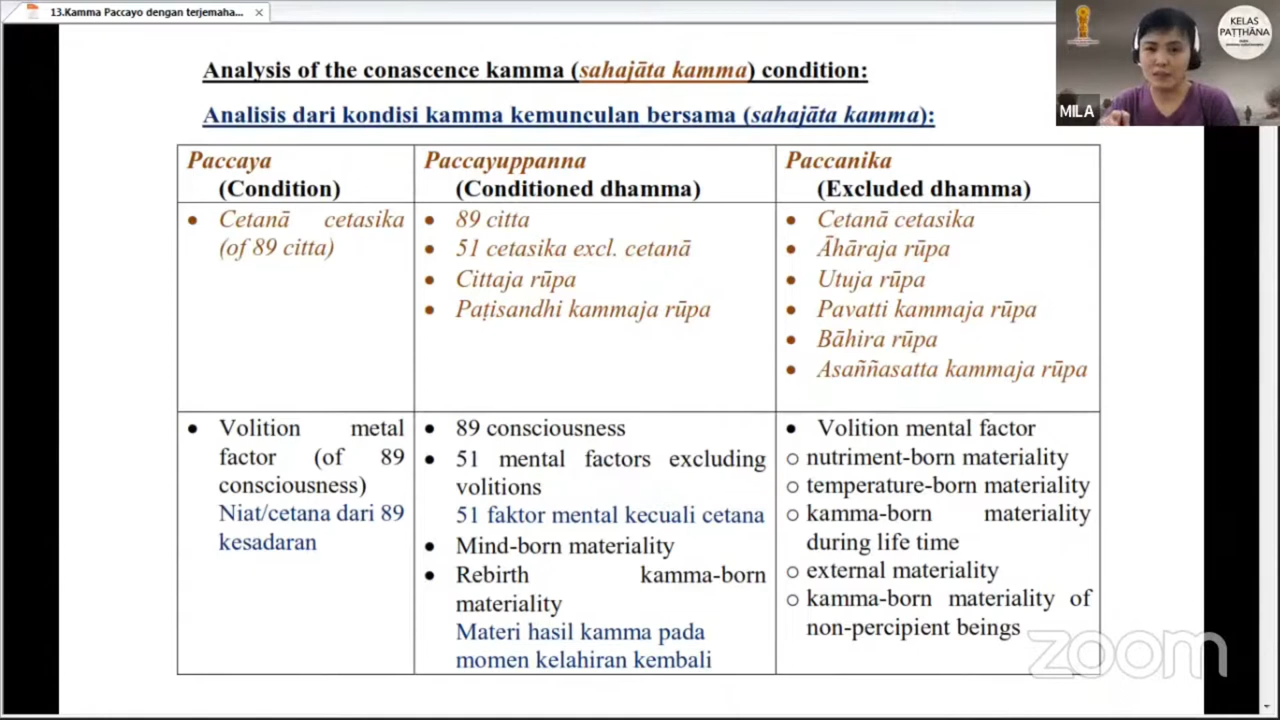 13.Kamma Paccayo dengan terjemaha...
KELAS
PAṬṬHĀNA
MILA
Analysis of the conascence kamma (sahajāta kamma) condition:
Analisis dari kondisi kamma kemunculan bersama (sahajāta kamma):
Paccaya
(Condition)
Paccayuppanna
(Conditioned dhamma)
Paccanika
(Excluded dhamma)
• Cetanā cetasika
(of 89 citta)
• 89 citta
• 51 cetasika excl. cetanā
• Cittaja rūpa
• Paṭisandhi kammaja rūpa
• Cetanā cetasika
• Āhāraja rūpa
• Utuja rūpa
• Pavatti kammaja rūpa
• Bāhira rūpa
• Asaññasatta kammaja rūpa
• Volition metal
factor (of 89
consciousness)
Niat/cetana dari 89
kesadaran
• 89 consciousness
• 51 mental factors excluding
volitions
51 faktor mental kecuali cetana
• Mind-born materiality
• Rebirth kamma-born
materiality
Materi hasil kamma pada
momen kelahiran kembali
• Volition mental factor
o nutriment-born materiality
o temperature-born materiality
o kamma-born materiality
during life time
o external materiality
o kamma-born materiality of
non-percipient beings
zoom